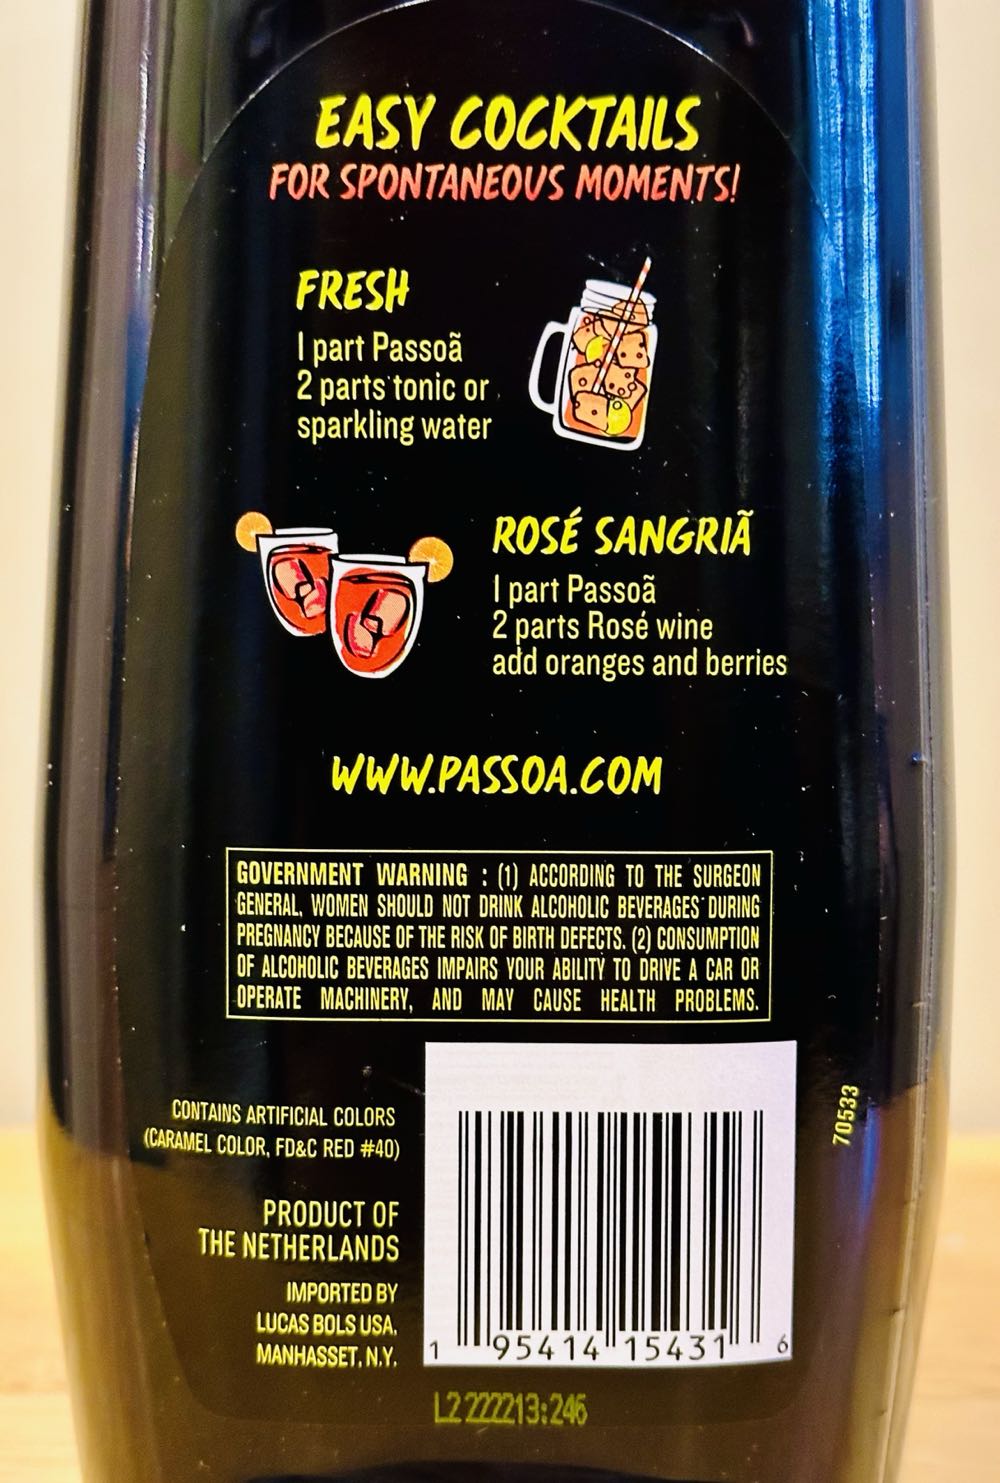 EASY COCKTAILS
FOR SPONTANEOUS MOMENTS!
FRESH
1 part Passoã
2 parts tonic or
sparkling water
ROSÉ SANGRIÃ
1 part Passoã
2 parts Rosé wine
add oranges and berries
WWW.PASSOA.COM
GOVERNMENT WARNING : (1) ACCORDING TO THE SURGEON
GENERAL, WOMEN SHOULD NOT DRINK ALCOHOLIC BEVERAGES DURING
PREGNANCY BECAUSE OF THE RISK OF BIRTH DEFECTS. (2) CONSUMPTION
OF ALCOHOLIC BEVERAGES IMPAIRS YOUR ABILITY TO DRIVE A CAR OR
OPERATE MACHINERY, AND MAY CAUSE HEALTH PROBLEMS.
CONTAINS ARTIFICIAL COLORS
(CARAMEL COLOR, FD&C RED #40)
PRODUCT OF
THE NETHERLANDS
IMPORTED BY
LUCAS BOLS USA,
MANHASSET, N.Y.
1 95414 15431 6
70533
L2 222213:246